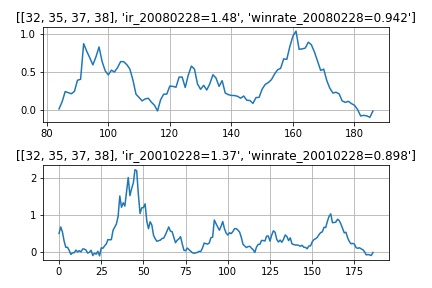 [[32, 35, 37, 38], 'ir_20080228=1.48', 'winrate_20080228=0.942']
1.0
0.5
0.0
80 100 120 140 160 180
[[32, 35, 37, 38], 'ir_20010228=1.37', 'winrate_20010228=0.898']
2
1
0
0 25 50 75 100 125 150 175